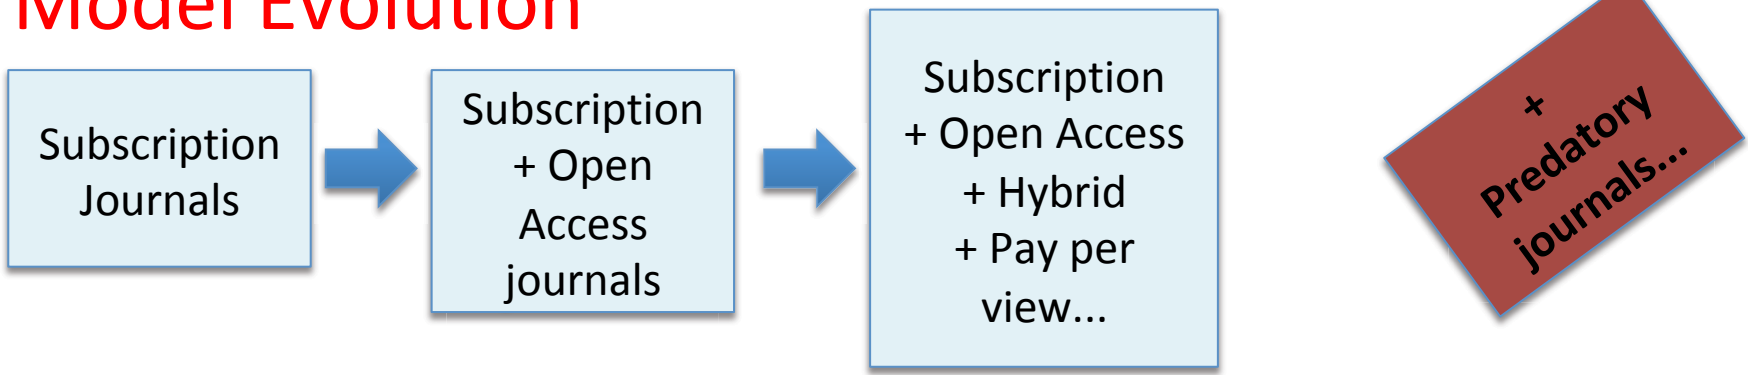 Model Evolution
Subscription
Journals
Subscription
+ Open
Access
journals
Subscription
+ Open Access
+ Hybrid
+ Pay per
view...
+
Predatory
journals...